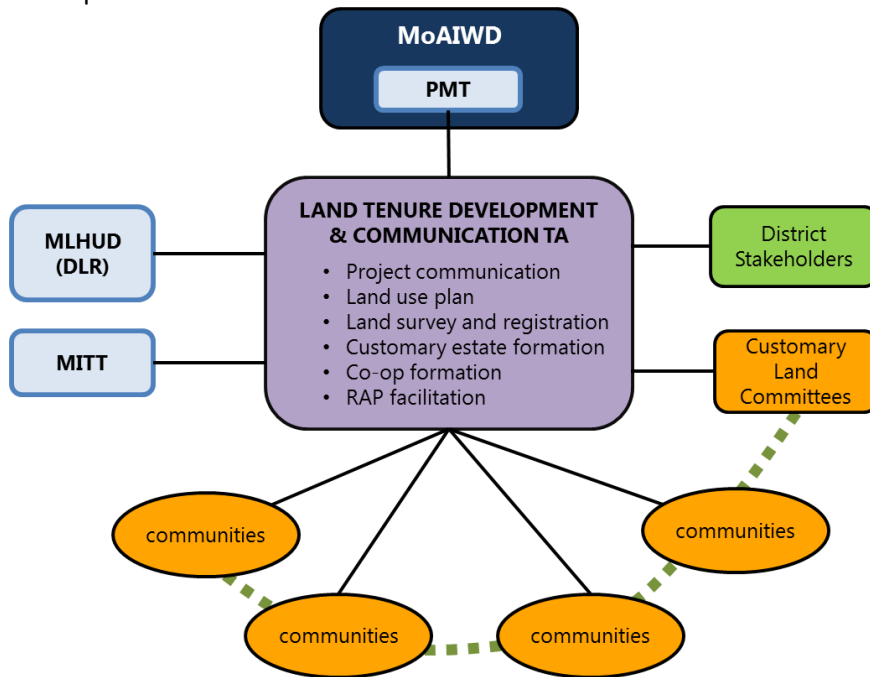 MoAIWD
PMT
LAND TENURE DEVELOPMENT
& COMMUNICATION TA
• Project communication
• Land use plan
• Land survey and registration
• Customary estate formation
• Co-op formation
• RAP facilitation
MLHUD
(DLR)
MITT
District
Stakeholders
Customary
Land
Committees
communities
communities
communities
communities